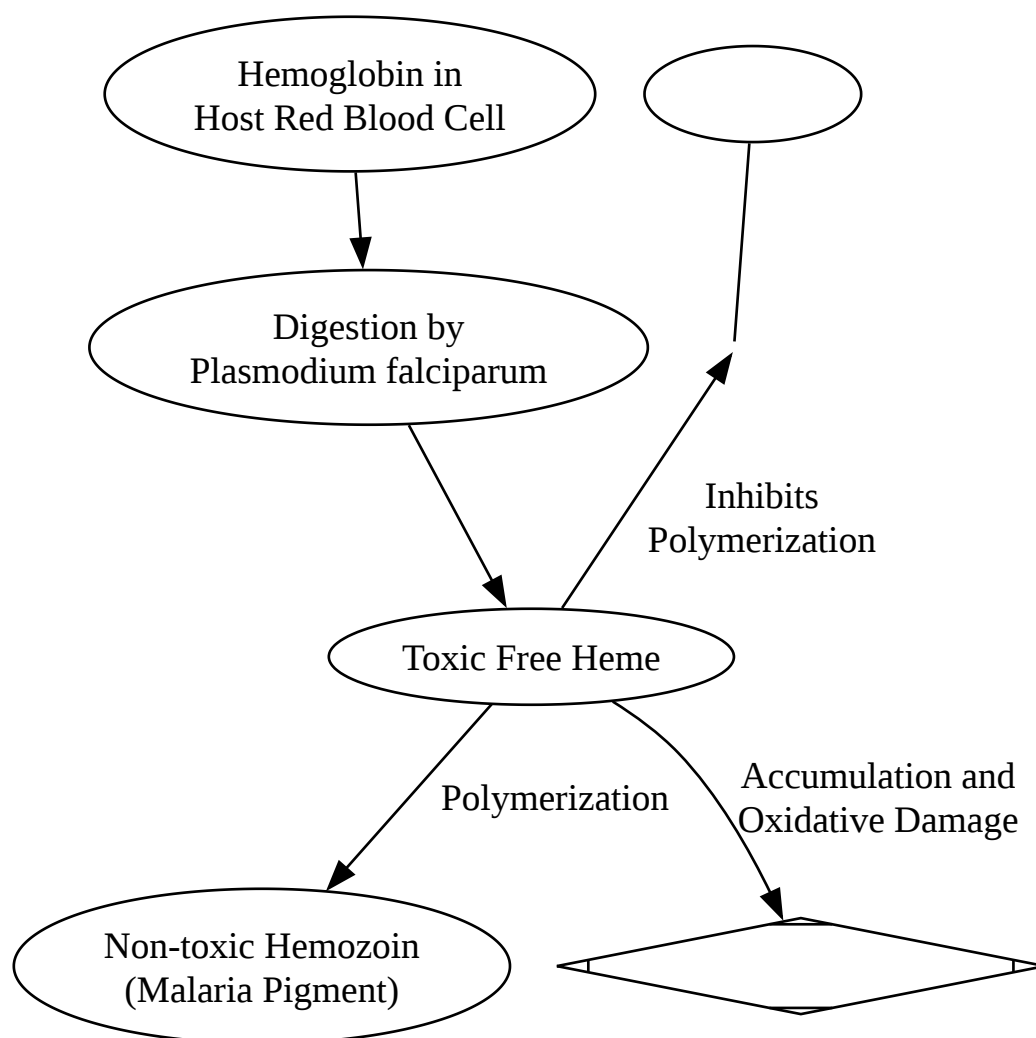 Hemoglobin in
Host Red Blood Cell
Digestion by
Plasmodium falciparum
Inhibits
Polymerization
Toxic Free Heme
Accumulation and
Oxidative Damage
Polymerization
Non-toxic Hemozoin
(Malaria Pigment)